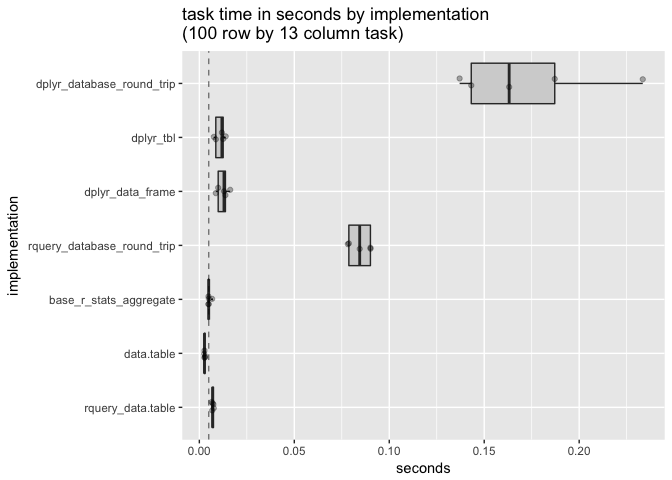 task time in seconds by implementation
(100 row by 13 column task)
implementation
dplyr_database_round_trip
dplyr_tbl
dplyr_data_frame
rquery_database_round_trip
base_r_stats_aggregate
data.table
rquery_data.table
0.00 0.05 0.10 0.15 0.20
seconds